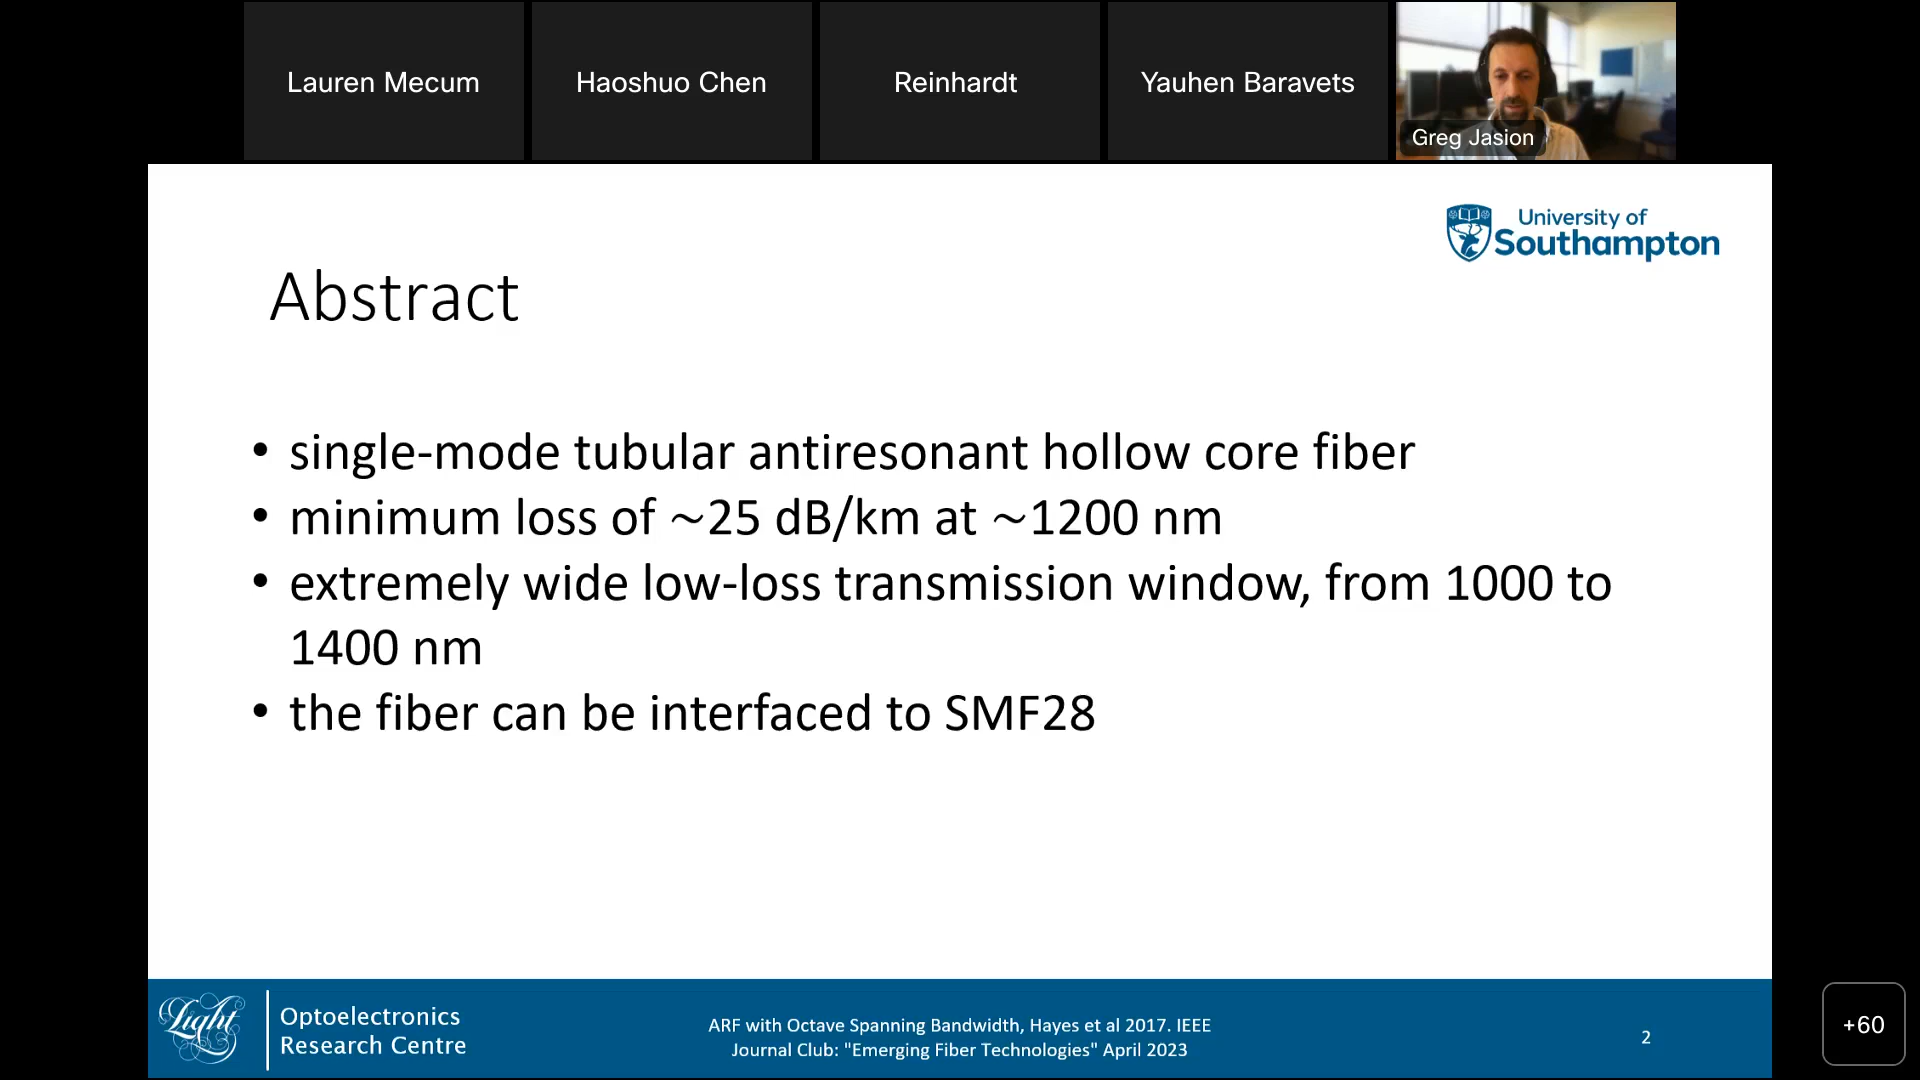 Lauren Mecum
Haoshuo Chen
Reinhardt
Yauhen Baravets
Greg Jasion
University of
Southampton
Abstract
• single-mode tubular antiresonant hollow core fiber
• minimum loss of ~25 dB/km at ~1200 nm
• extremely wide low-loss transmission window, from 1000 to
1400 nm
• the fiber can be interfaced to SMF28
Light
Optoelectronics
Research Centre
ARF with Octave Spanning Bandwidth, Hayes et al 2017. IEEE
Journal Club: "Emerging Fiber Technologies" April 2023
2
+60